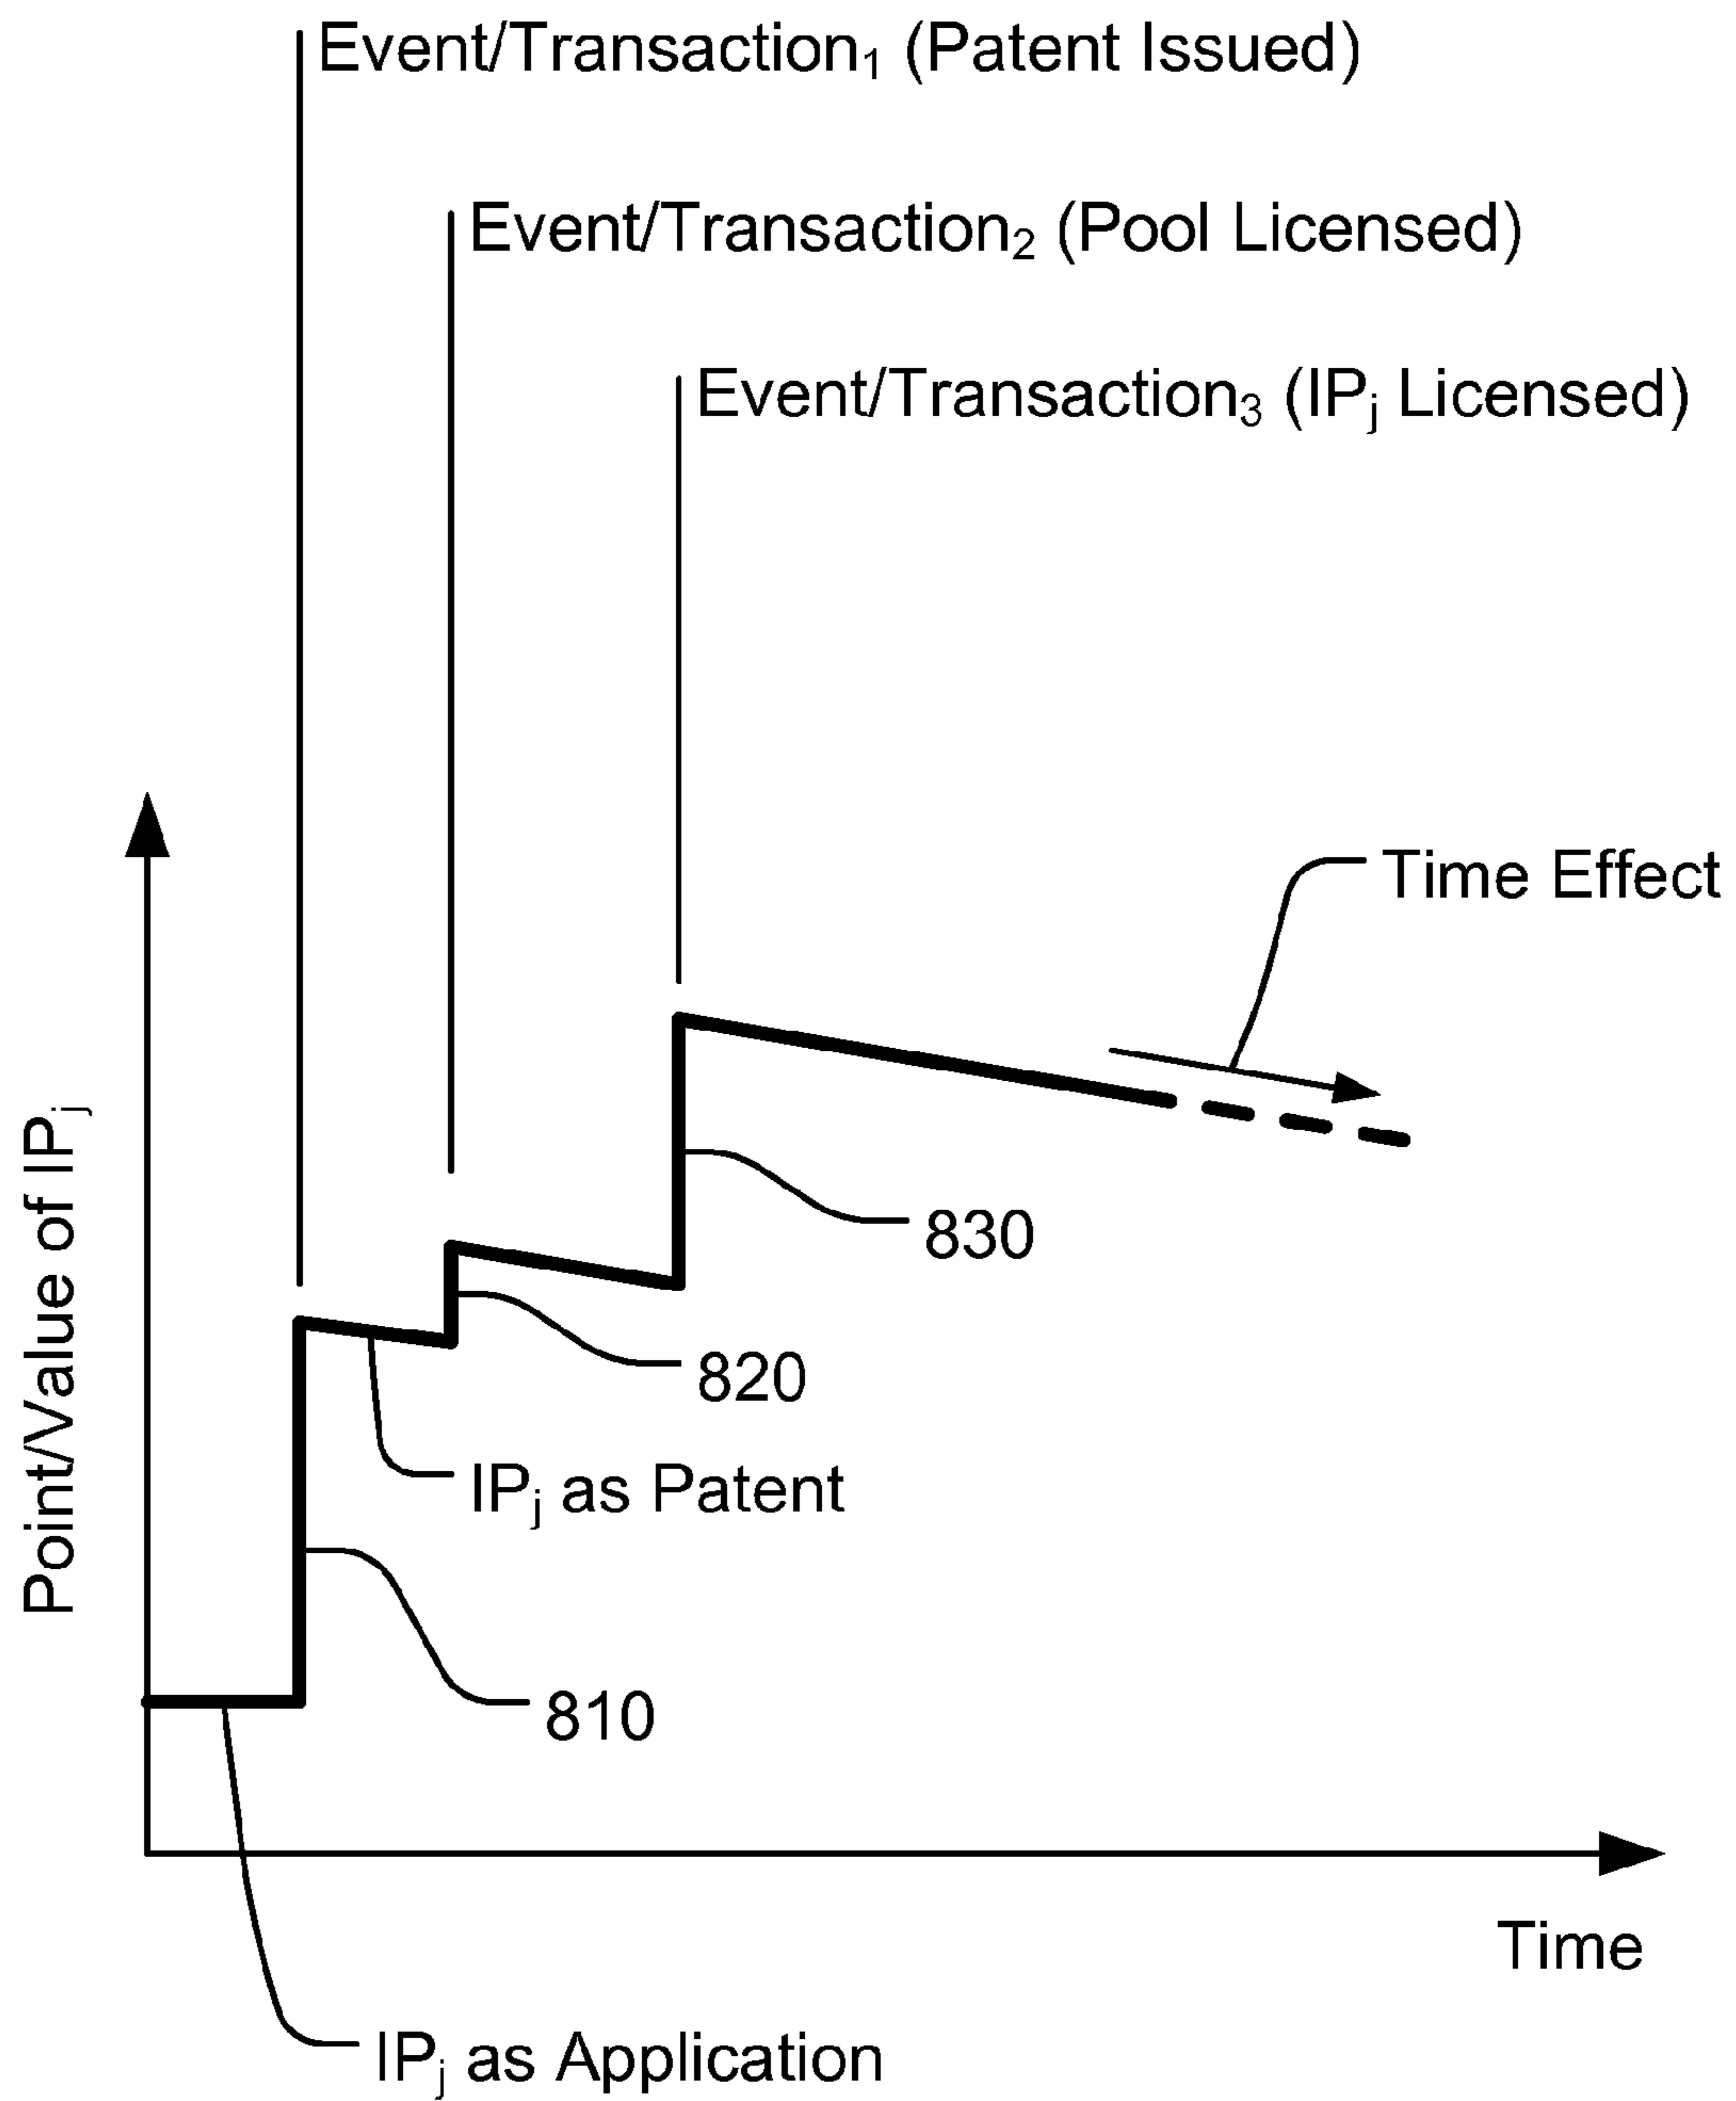 Event/Transaction₁ (Patent Issued)
Event/Transaction₂ (Pool Licensed)
Event/Transaction₃ (IPⱼ Licensed)
Time Effect
Point/Value of IPⱼ
830
820
IPⱼ as Patent
810
Time
IPⱼ as Application